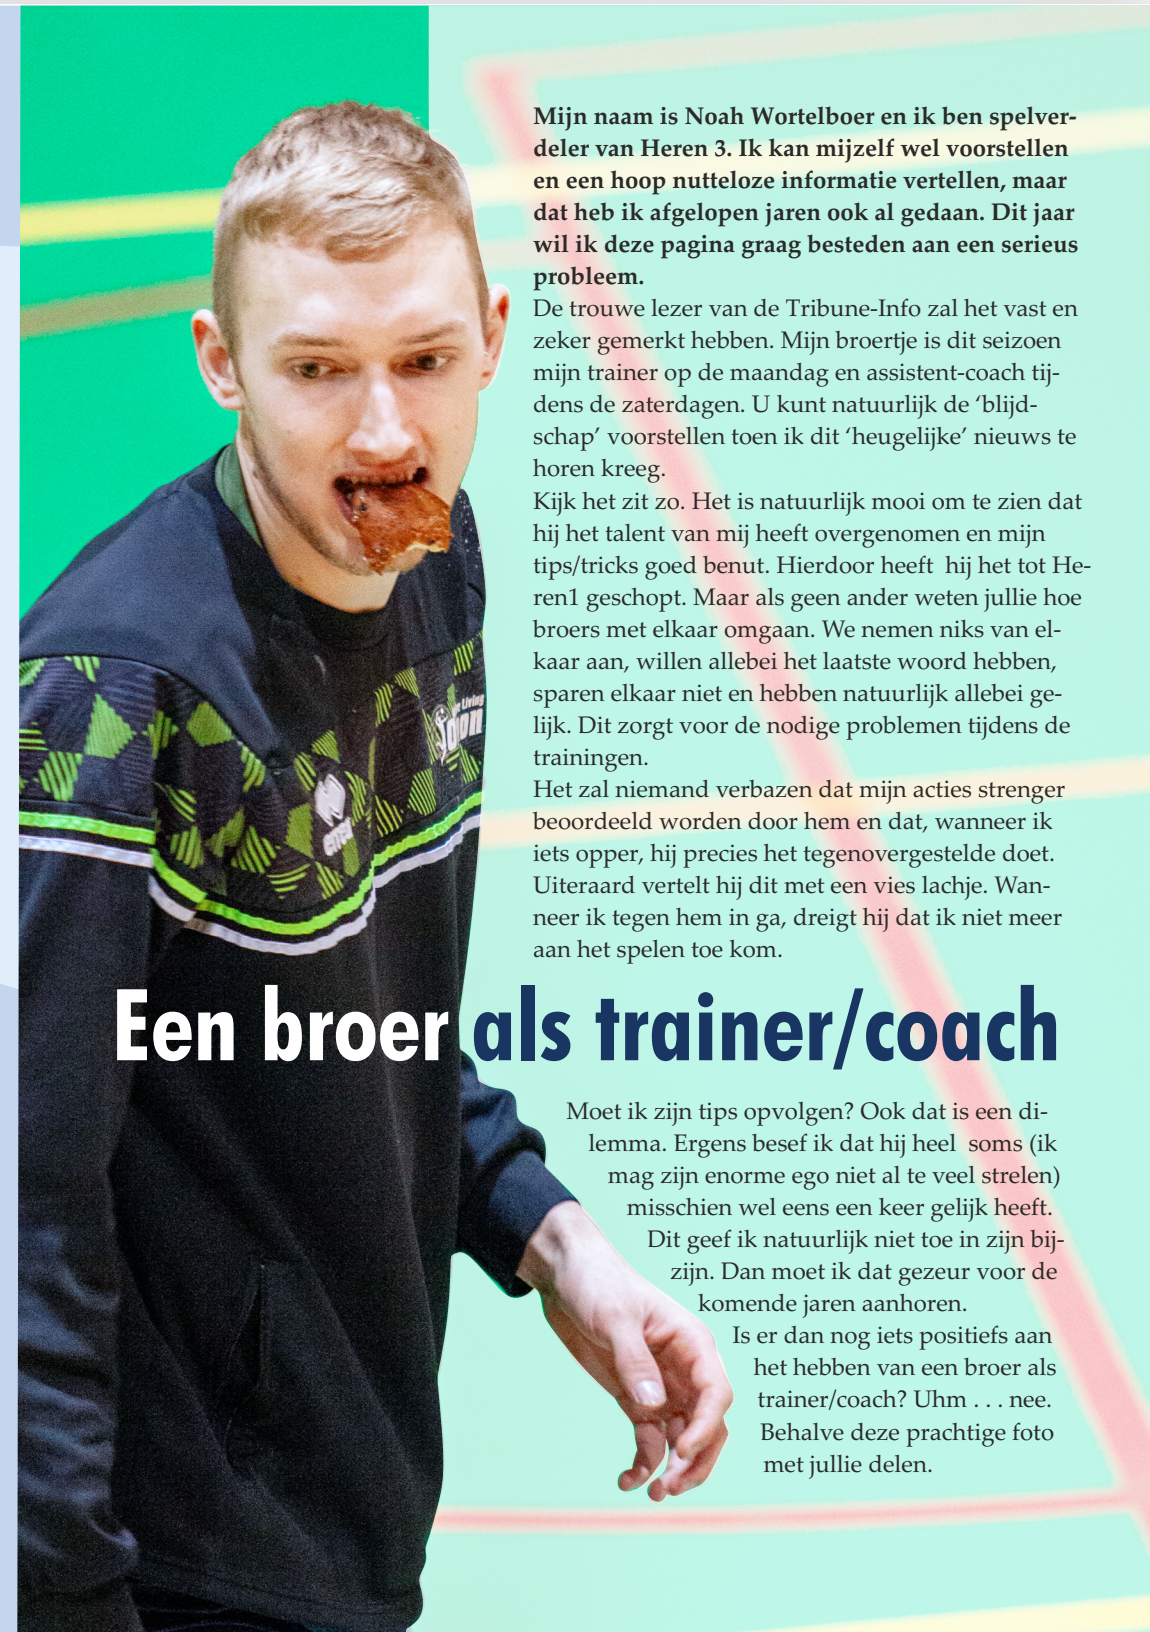 Mijn naam is Noah Wortelboer en ik ben spelver-
deler van Heren 3. Ik kan mijzelf wel voorstellen
en een hoop nutteloze informatie vertellen, maar
dat heb ik afgelopen jaren ook al gedaan. Dit jaar
wil ik deze pagina graag besteden aan een serieus
probleem.
De trouwe lezer van de Tribune-Info zal het vast en
zeker gemerkt hebben. Mijn broertje is dit seizoen
mijn trainer op de maandag en assistent-coach tij-
dens de zaterdagen. U kunt natuurlijk de ‘blijd-
schap’ voorstellen toen ik dit ‘heugelijke’ nieuws te
horen kreeg.
Kijk het zit zo. Het is natuurlijk mooi om te zien dat
hij het talent van mij heeft overgenomen en mijn
tips/tricks goed benut. Hierdoor heeft hij het tot He-
ren1 geschopt. Maar als geen ander weten jullie hoe
broers met elkaar omgaan. We nemen niks van el-
kaar aan, willen allebei het laatste woord hebben,
sparen elkaar niet en hebben natuurlijk allebei ge-
lijk. Dit zorgt voor de nodige problemen tijdens de
trainingen.
Het zal niemand verbazen dat mijn acties strenger
beoordeeld worden door hem en dat, wanneer ik
iets opper, hij precies het tegenovergestelde doet.
Uiteraard vertelt hij dit met een vies lachje. Wan-
neer ik tegen hem in ga, dreigt hij dat ik niet meer
aan het spelen toe kom.
Een broer als trainer/coach
Moet ik zijn tips opvolgen? Ook dat is een di-
lemma. Ergens besef ik dat hij heel soms (ik
mag zijn enorme ego niet al te veel strelen)
misschien wel eens een keer gelijk heeft.
Dit geef ik natuurlijk niet toe in zijn bij-
zijn. Dan moet ik dat gezeur voor de
komende jaren aanhoren.
Is er dan nog iets positiefs aan
het hebben van een broer als
trainer/coach? Uhm . . . nee.
Behalve deze prachtige foto
met jullie delen.
Living
erreà